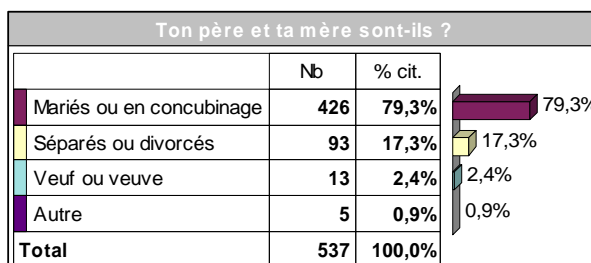 Ton père et ta mère sont-ils ?
Nb % cit.
Mariés ou en concubinage 426 79,3% 79,3%
Séparés ou divorcés 93 17,3% 17,3%
Veuf ou veuve 13 2,4% 2,4%
Autre 5 0,9% 0,9%
Total 537 100,0%